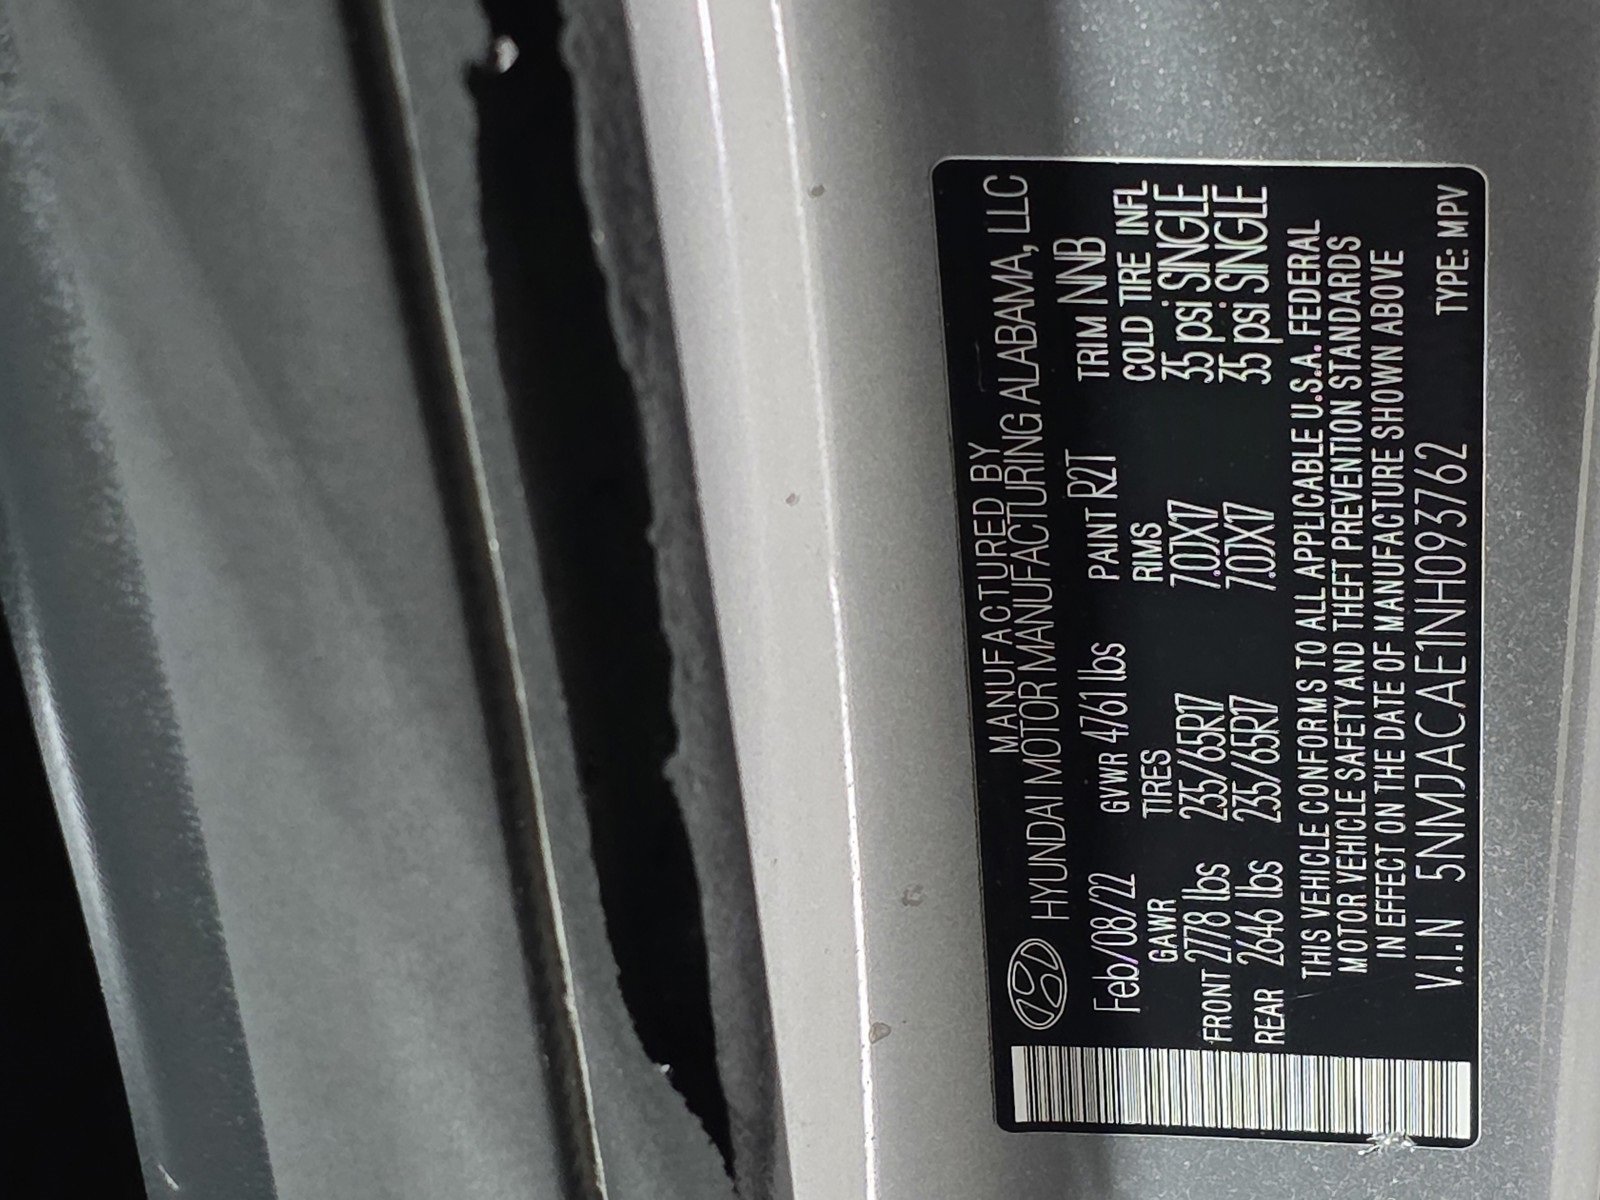 MANUFACTURED BY
HYUNDAI MOTOR MANUFACTURING ALABAMA, LLC
Feb/08/22 GVWR 4761 lbs PAINT R2T TRIM NNB
GAWR TIRES RIMS COLD TIRE INFL
FRONT 2778 lbs 235/65R17 7.0JX17 35 psi SINGLE
REAR 2646 lbs 235/65R17 7.0JX17 35 psi SINGLE
THIS VEHICLE CONFORMS TO ALL APPLICABLE U.S.A. FEDERAL
MOTOR VEHICLE SAFETY AND THEFT PREVENTION STANDARDS
IN EFFECT ON THE DATE OF MANUFACTURE SHOWN ABOVE
V.I.N 5NMJACAE1NH093762 TYPE: MPV